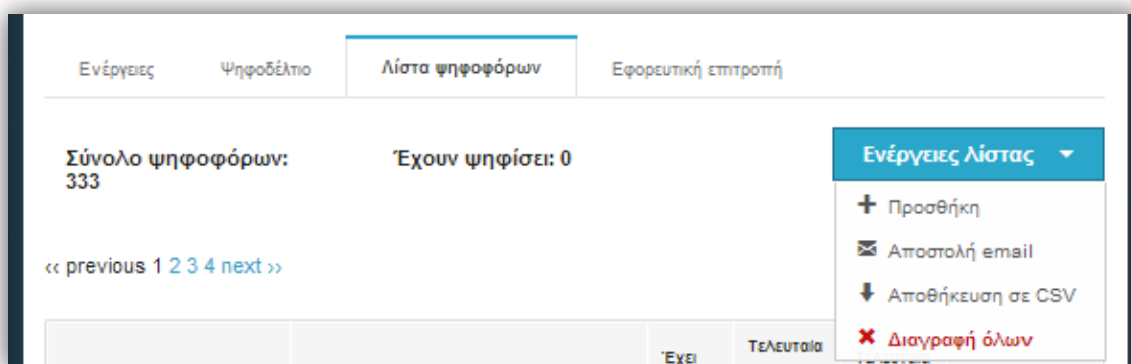 Ενέργειες Ψηφοδέλτιο Λίστα ψηφοφόρων Εφορευτική επιτροπή
Σύνολο ψηφοφόρων: Έχουν ψηφίσει: 0 Ενέργειες Λίστας
333
Προσθήκη
Αποστολή email
‹‹ previous 1 2 3 4 next ››
Αποθήκευση σε CSV
Διαγραφή όλων
Έχει Τελευταία